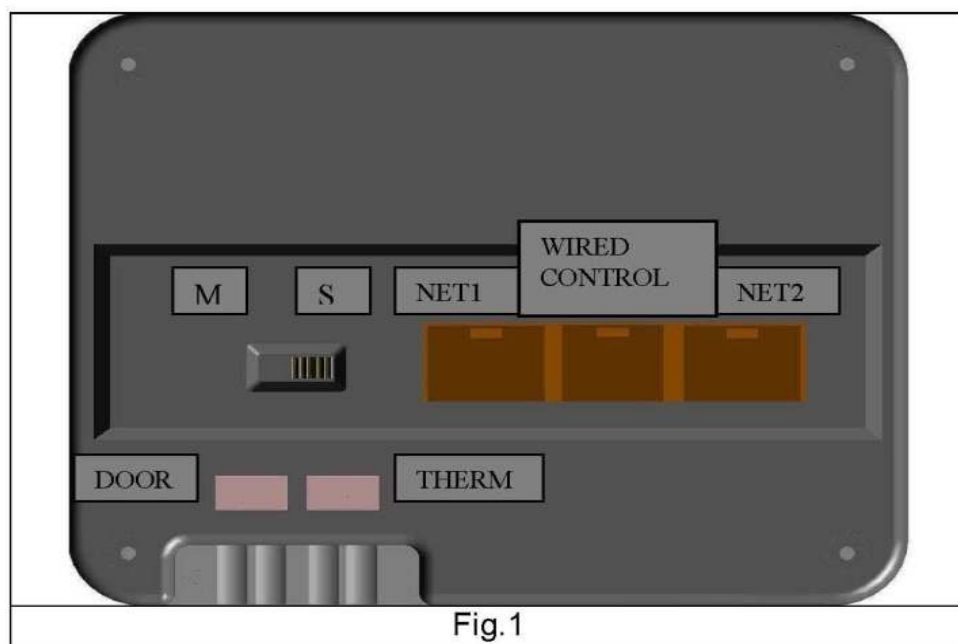 WIRED
CONTROL
M S NET1 NET2
DOOR THERM
Fig.1